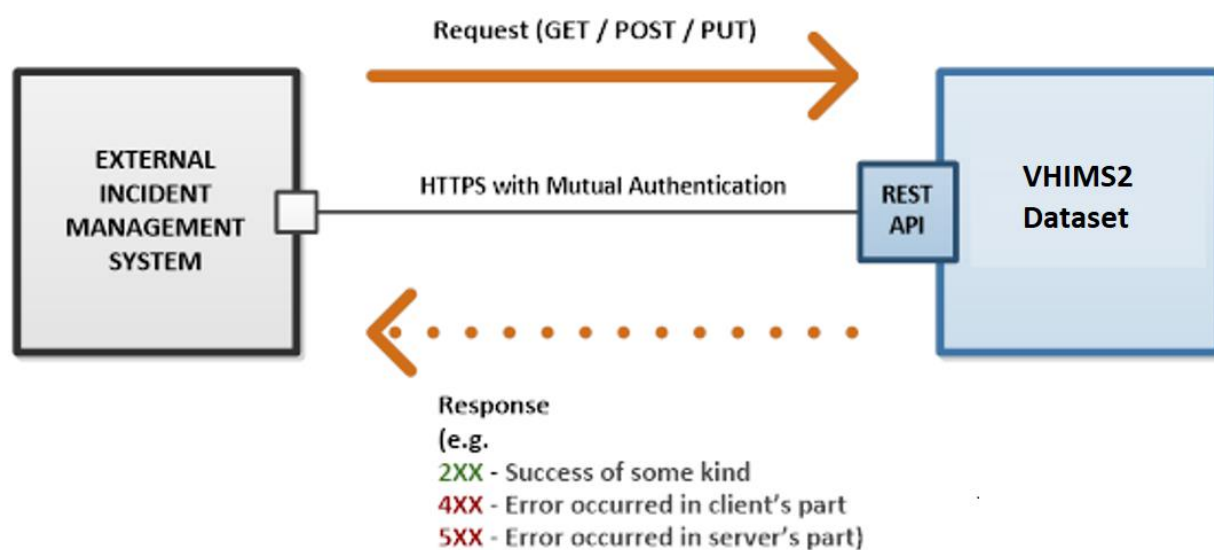 Request (GET / POST / PUT)
EXTERNAL
INCIDENT
MANAGEMENT
SYSTEM
HTTPS with Mutual Authentication
REST
API
VHIMS2
Dataset
Response
(e.g.
2XX - Success of some kind
4XX - Error occurred in client's part
5XX - Error occurred in server's part)